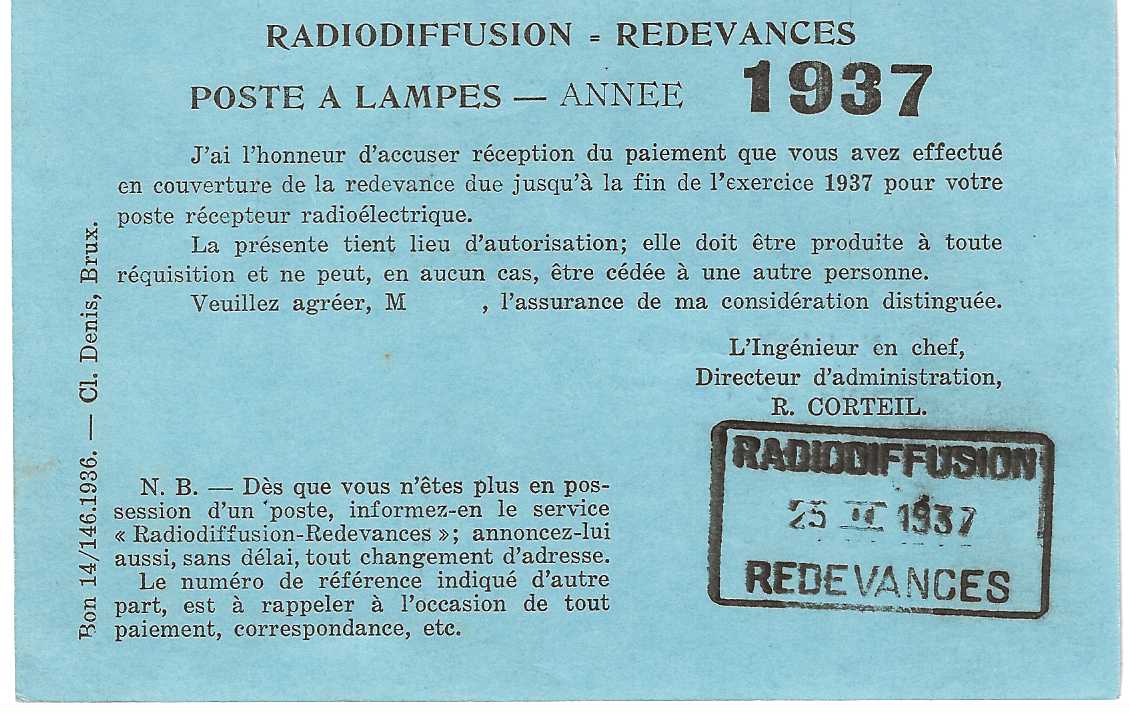 RADIODIFFUSION = REDEVANCES
POSTE A LAMPES — ANNEE 1937
J'ai l'honneur d'accuser réception du paiement que vous avez effectué
en couverture de la redevance due jusqu'à la fin de l'exercice 1937 pour votre
poste récepteur radioélectrique.
La présente tient lieu d'autorisation; elle doit être produite à toute
réquisition et ne peut, en aucun cas, être cédée à une autre personne.
Veuillez agréer, M , l'assurance de ma considération distinguée.
L'Ingénieur en chef,
Directeur d'administration,
R. CORTEIL.
N. B. — Dès que vous n'êtes plus en pos-
session d'un poste, informez-en le service
« Radiodiffusion-Redevances »; annoncez-lui
aussi, sans délai, tout changement d'adresse.
Le numéro de référence indiqué d'autre
part, est à rappeler à l'occasion de tout
paiement, correspondance, etc.
RADIODIFFUSION
1937
REDEVANCES
Bon 14/146.1936. — Cl. Denis, Brux.